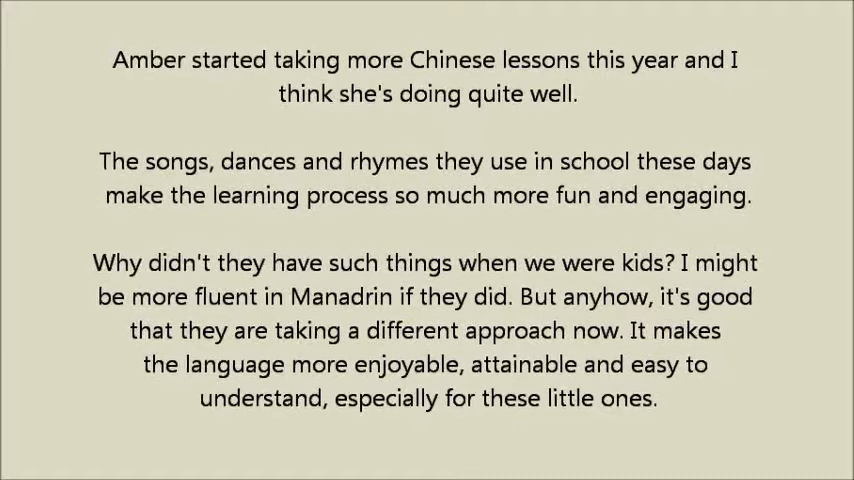 Amber started taking more Chinese lessons this year and I
think she's doing quite well.
The songs, dances and rhymes they use in school these days
make the learning process so much more fun and engaging.
Why didn't they have such things when we were kids? I might
be more fluent in Manadrin if they did. But anyhow, it's good
that they are taking a different approach now. It makes
the language more enjoyable, attainable and easy to
understand, especially for these little ones.